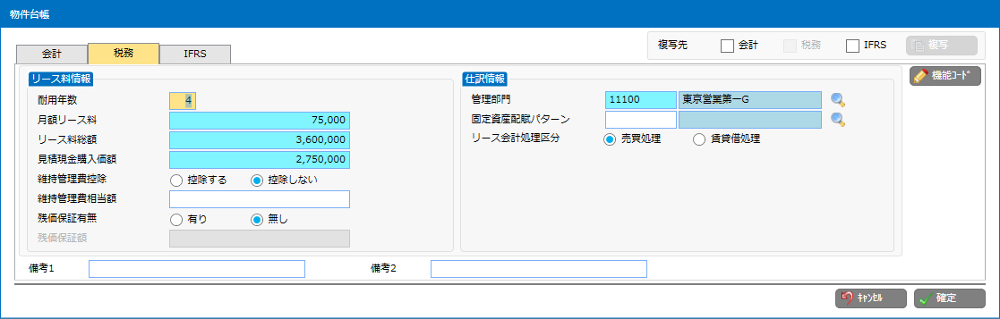 物件台帳
会計 税務 IFRS 複写先 会計 税務 IFRS 複写
リース料情報 仕訳情報 機能ｺｰﾄﾞ
耐用年数 4 管理部門 11100 東京営業第一G
月額リース料 75,000 固定資産配賦パターン
リース料総額 3,600,000 リース会計処理区分 売買処理 賃貸借処理
見積現金購入価額 2,750,000
維持管理費控除 控除する 控除しない
維持管理費相当額
残価保証有無 有り 無し
残価保証額
備考1 備考2
ｷｬﾝｾﾙ 確定